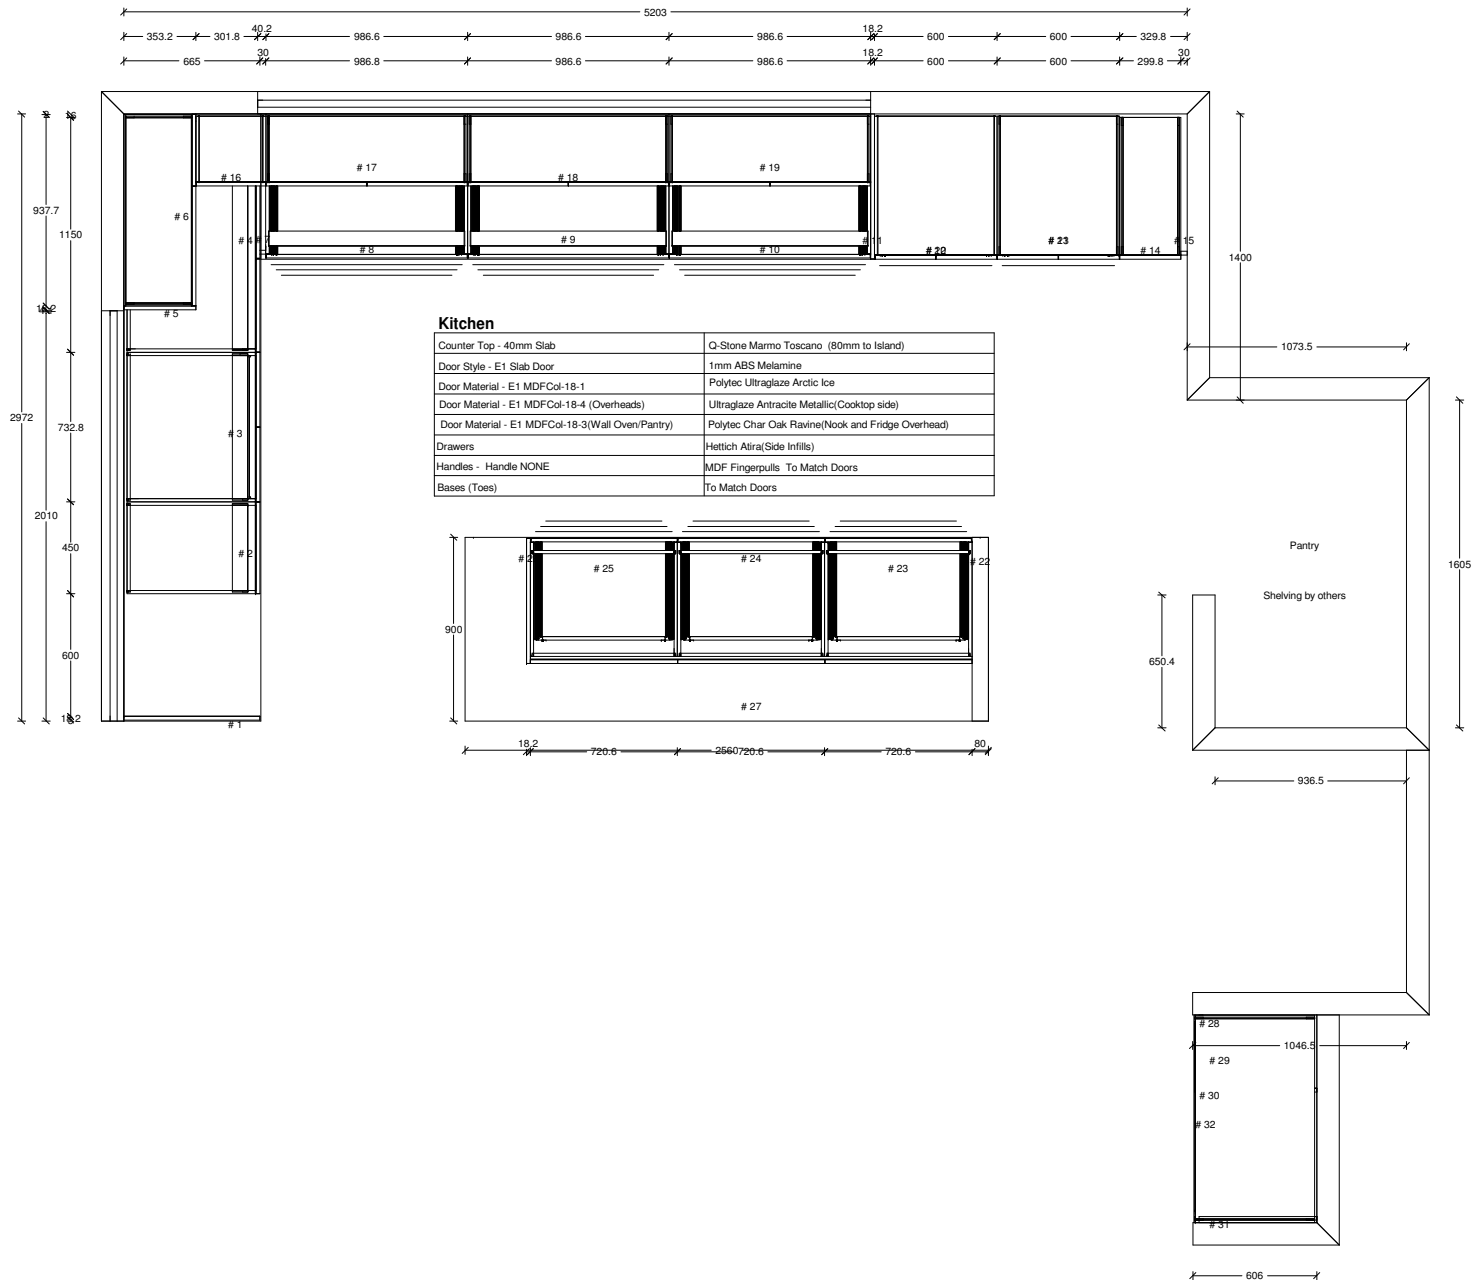 5203
353.2 301.8 40.2 986.6 986.6 986.6 18.2 600 600 329.8
665 30 986.8 986.6 986.6 18.2 600 600 299.8 30
# 17 # 18 # 19
# 16
# 6
937.7
1150
# 4 # 8 # 9 # 10 # 14 # 15
1400
# 5
Kitchen
Counter Top - 40mm Slab Q-Stone Marmo Toscano (80mm to Island)
Door Style - E1 Slab Door 1mm ABS Melamine
Door Material - E1 MDFCol-18-1 Polytec Ultraglaze Arctic Ice
Door Material - E1 MDFCol-18-4 (Overheads) Ultraglaze Antracite Metallic(Cooktop side)
Door Material - E1 MDFCol-18-3(Wall Oven/Pantry) Polytec Char Oak Ravine(Nook and Fridge Overhead)
Drawers Hettich Atira(Side Infills)
Handles - Handle NONE MDF Fingerpulls To Match Doors
Bases (Toes) To Match Doors
1073.5
2972
732.8
# 3
2010
450
# 2
600
18.2
# 1
900
# 25 # 24 # 23 # 22
# 27
18.2 720.6 2560 720.6 720.6 80
Pantry
Shelving by others
1605
650.4
936.5
# 28
1046.5
# 29
# 30
# 32
# 31
606